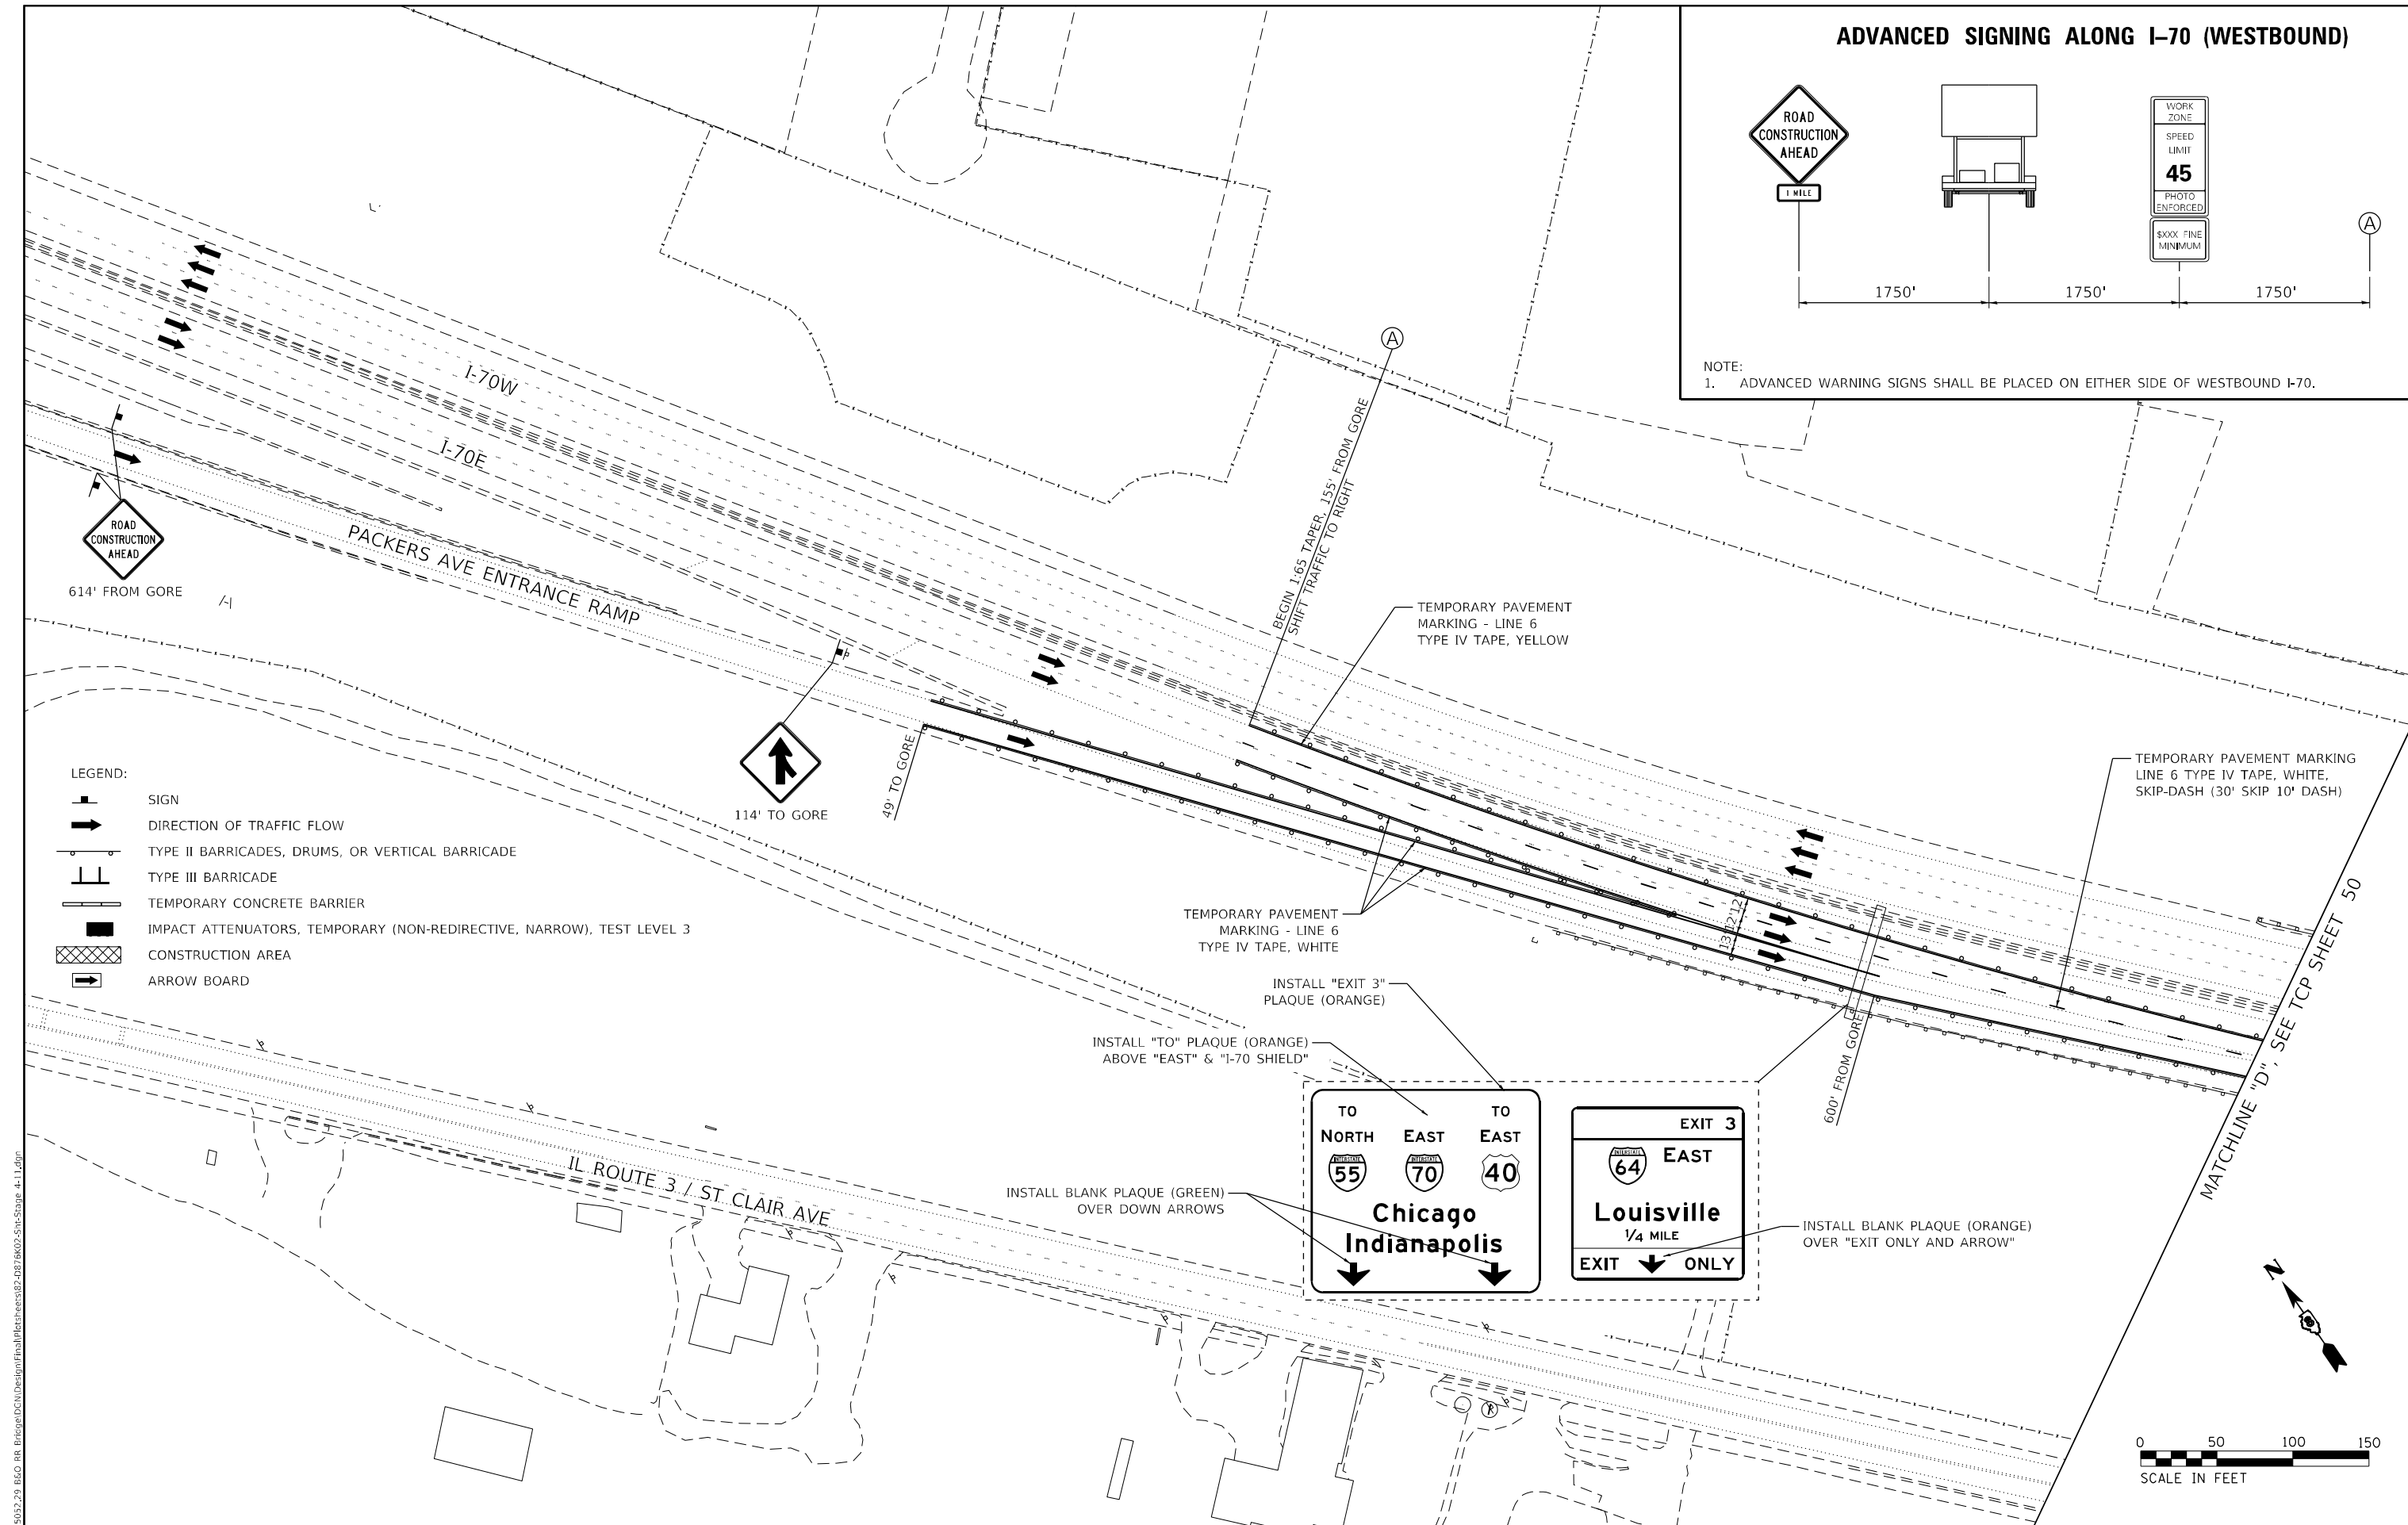 ADVANCED SIGNING ALONG I-70 (WESTBOUND)
ROAD
CONSTRUCTION
AHEAD
1 MILE
WORK
ZONE
SPEED
LIMIT
45
PHOTO
ENFORCED
$XXX FINE
MINIMUM
A
1750'
1750'
1750'
NOTE:
1. ADVANCED WARNING SIGNS SHALL BE PLACED ON EITHER SIDE OF WESTBOUND I-70.
A
BEGIN 1:65 TAPER, 155' FROM GORE
SHIFT TRAFFIC TO RIGHT
I-70W
I-70E
PACKERS AVE ENTRANCE RAMP
ROAD
CONSTRUCTION
AHEAD
614' FROM GORE
TEMPORARY PAVEMENT
MARKING - LINE 6
TYPE IV TAPE, YELLOW
114' TO GORE
49' TO GORE
TEMPORARY PAVEMENT MARKING
LINE 6 TYPE IV TAPE, WHITE,
SKIP-DASH (30' SKIP 10' DASH)
LEGEND:
SIGN
DIRECTION OF TRAFFIC FLOW
TYPE II BARRICADES, DRUMS, OR VERTICAL BARRICADE
TYPE III BARRICADE
TEMPORARY CONCRETE BARRIER
IMPACT ATTENUATORS, TEMPORARY (NON-REDIRECTIVE, NARROW), TEST LEVEL 3
CONSTRUCTION AREA
ARROW BOARD
TEMPORARY PAVEMENT
MARKING - LINE 6
TYPE IV TAPE, WHITE
13'12'12'
INSTALL "EXIT 3"
PLAQUE (ORANGE)
INSTALL "TO" PLAQUE (ORANGE)
ABOVE "EAST" & "I-70 SHIELD"
600' FROM GORE
MATCHLINE "D", SEE TCP SHEET 50
TO TO
NORTH EAST EAST
INTERSTATE INTERSTATE
55 70 40
Chicago
Indianapolis
EXIT 3
INTERSTATE
64 EAST
Louisville
1/4 MILE
EXIT ONLY
INSTALL BLANK PLAQUE (GREEN)
OVER DOWN ARROWS
INSTALL BLANK PLAQUE (ORANGE)
OVER "EXIT ONLY AND ARROW"
IL ROUTE 3 / ST CLAIR AVE
N
0 50 100 150
SCALE IN FEET